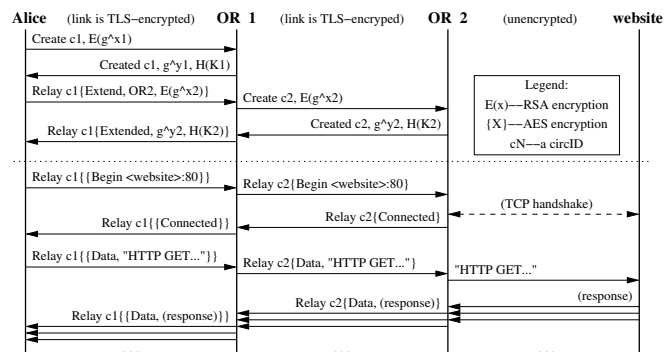 Alice (link is TLS−encrypted) OR 1 (link is TLS−encrypted) OR 2 (unencrypted) website
Create c1, E(g^x1)
Created c1, g^y1, H(K1)
Relay c1{Extend, OR2, E(g^x2)}
Create c2, E(g^x2)
Created c2, g^y2, H(K2)
Relay c1{Extended, g^y2, H(K2)}
Legend:
E(x)−−RSA encryption
{X}−−AES encryption
cN−−a circID
Relay c1{{Begin <website>:80}}
Relay c2{Begin <website>:80}
(TCP handshake)
Relay c2{Connected}
Relay c1{{Connected}}
Relay c1{{Data, "HTTP GET..."}}
Relay c2{Data, "HTTP GET..."}
"HTTP GET..."
(response)
Relay c2{Data, (response)}
Relay c1{{Data, (response)}}
... ... ...